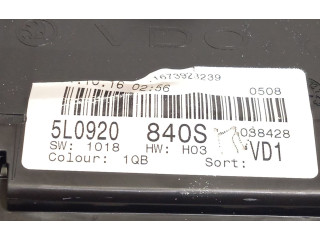 VDO
.10.16 02:56
0508
5L0920 840S 038428
SW: 1018 HW: H03 VD1
Colour: 1QB Sort: